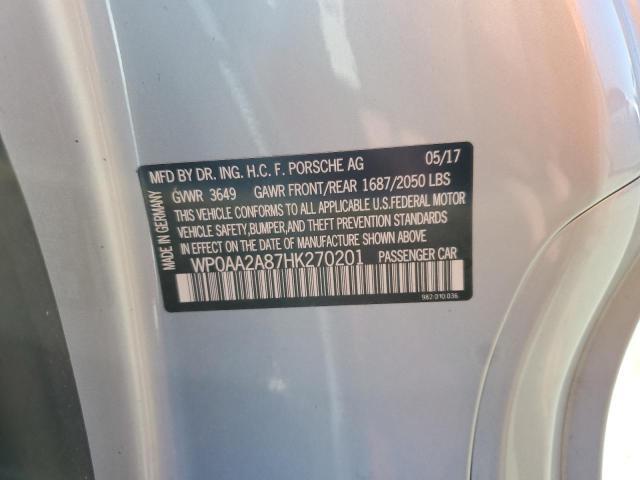 MFD BY DR. ING. H.C. F. PORSCHE AG 05/17
GVWR 3649 GAWR FRONT/REAR 1687/2050 LBS
THIS VEHICLE CONFORMS TO ALL APPLICABLE U.S.FEDERAL MOTOR
VEHICLE SAFETY,BUMPER,AND THEFT PREVENTION STANDARDS
IN EFFECT ON THE DATE OF MANUFACTURE SHOWN ABOVE
WP0AA2A87HK270201 PASSENGER CAR
982.010.036
MADE IN GERMANY